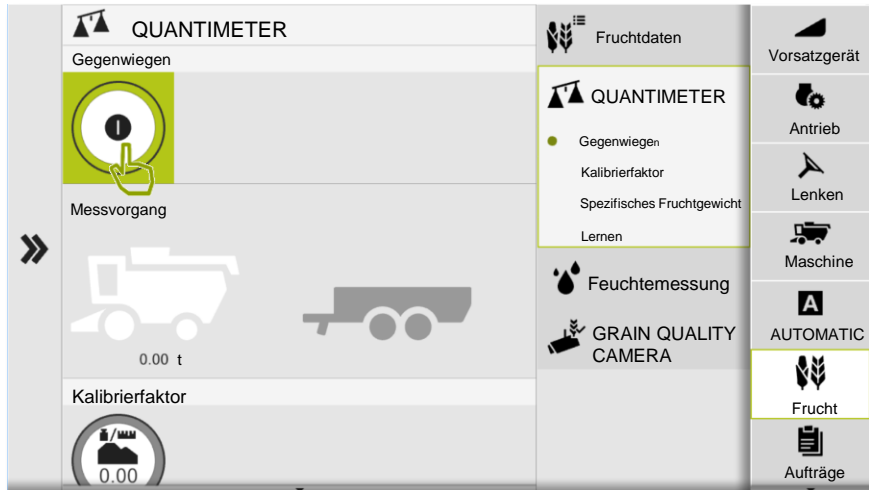 QUANTIMETER
Gegenwiegen
Messvorgang
0.00 t
Kalibrierfaktor
0.00
Fruchtdaten
QUANTIMETER
Gegenwiegen
Kalibrierfaktor
Spezifisches Fruchtgewicht
Lernen
Feuchtemessung
GRAIN QUALITY
CAMERA
Vorsatzgerät
Antrieb
Lenken
Maschine
A
AUTOMATIC
Frucht
Aufträge